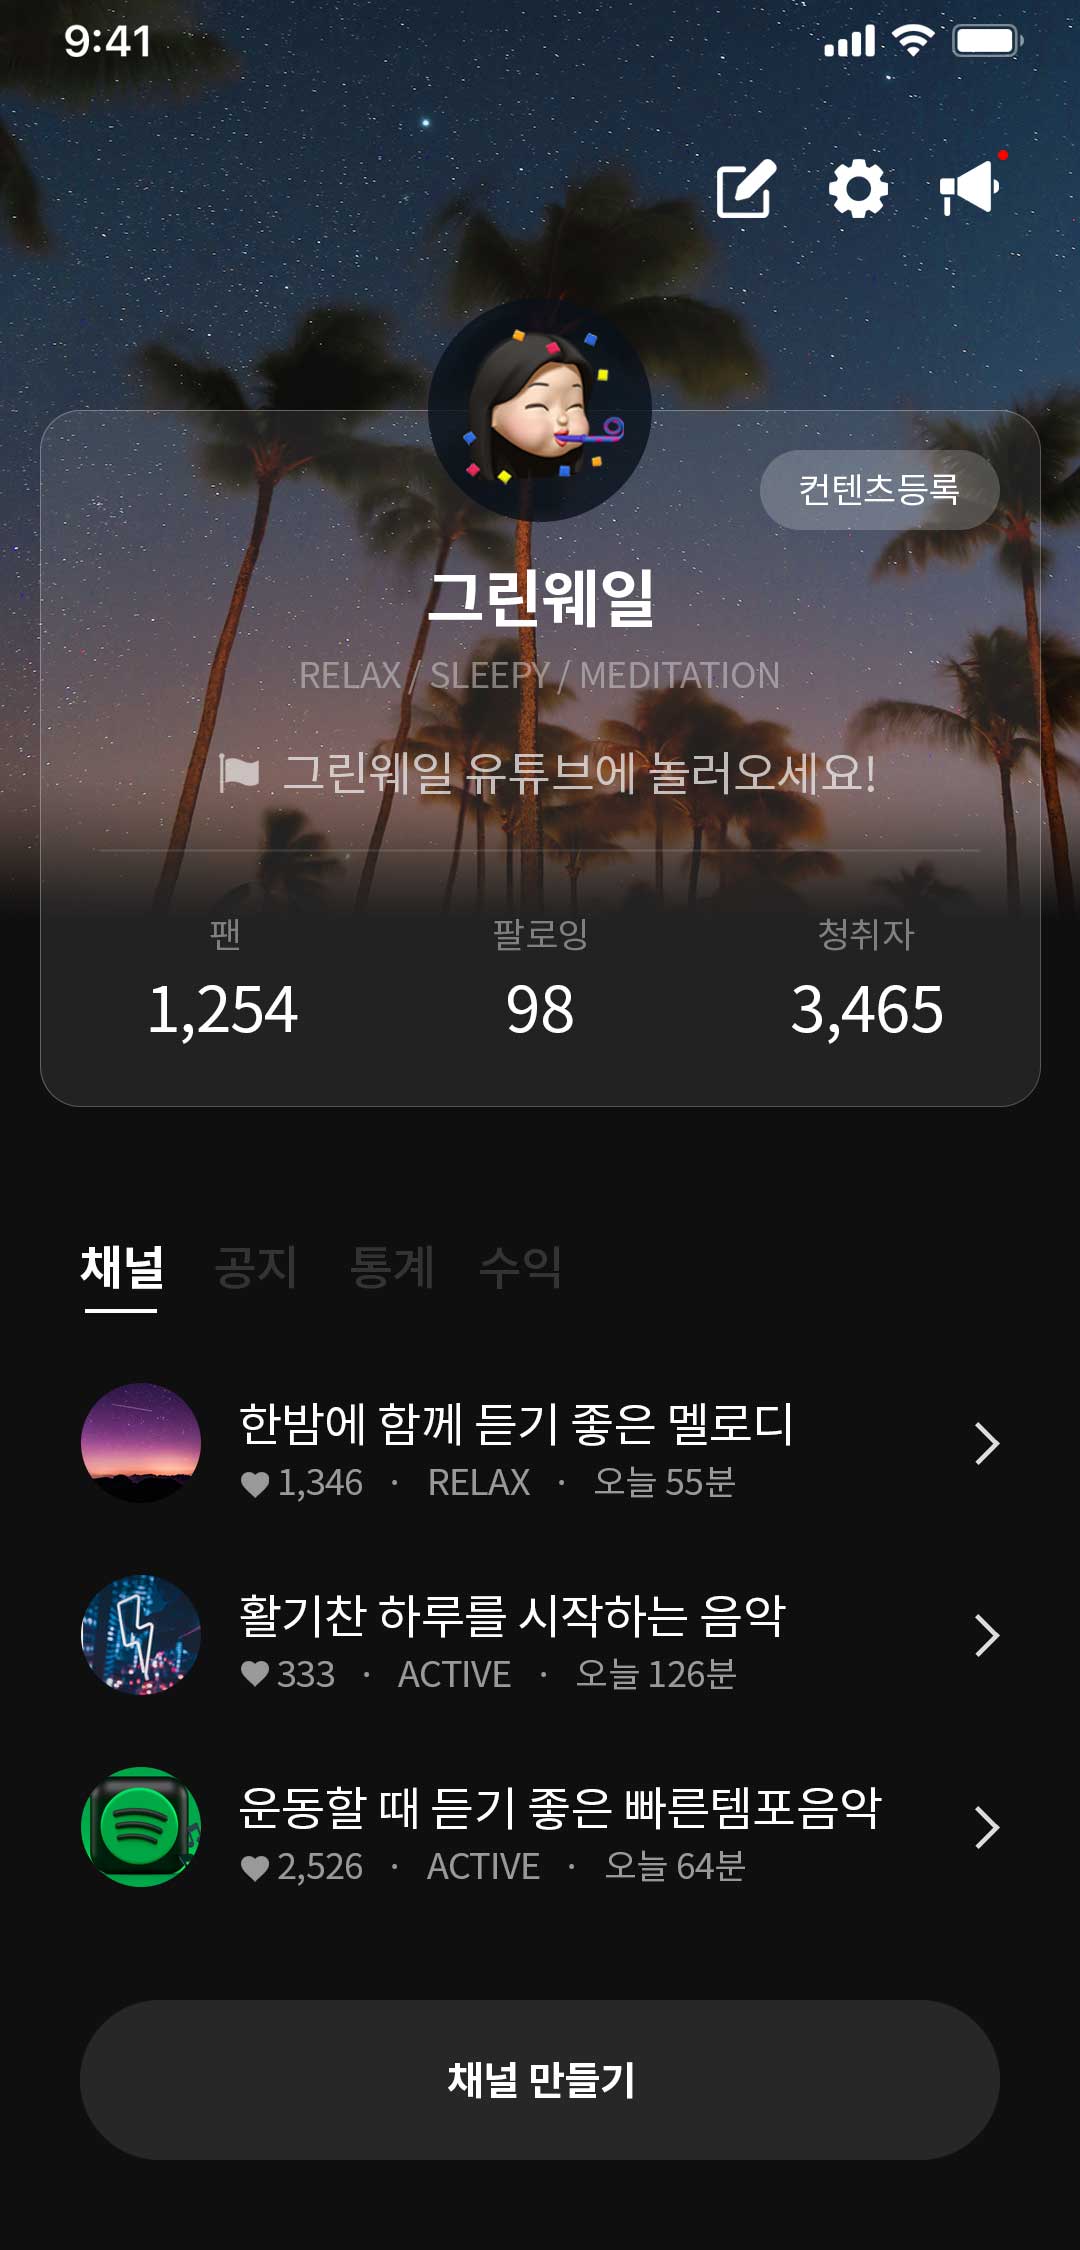 9:41
컨텐츠등록
그린웨일
RELAX / SLEEPY / MEDITATION
그린웨일 유튜브에 놀러오세요!
팬 팔로잉 청취자
1,254 98 3,465
채널 공지 통계 수익
한밤에 함께 듣기 좋은 멜로디
1,346 · RELAX · 오늘 55분
활기찬 하루를 시작하는 음악
333 · ACTIVE · 오늘 126분
운동할 때 듣기 좋은 빠른템포음악
2,526 · ACTIVE · 오늘 64분
채널 만들기